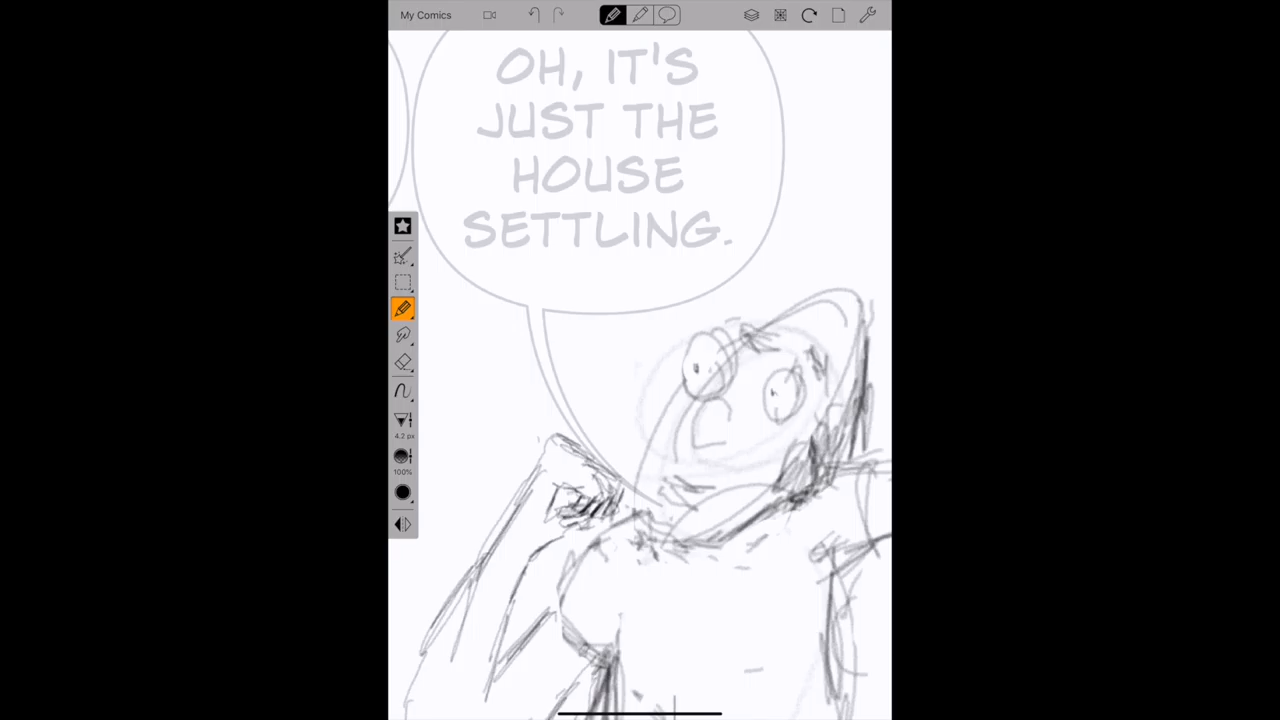 My Comics
OH, IT'S
JUST THE
HOUSE
SETTLING.
4.2 px
100%